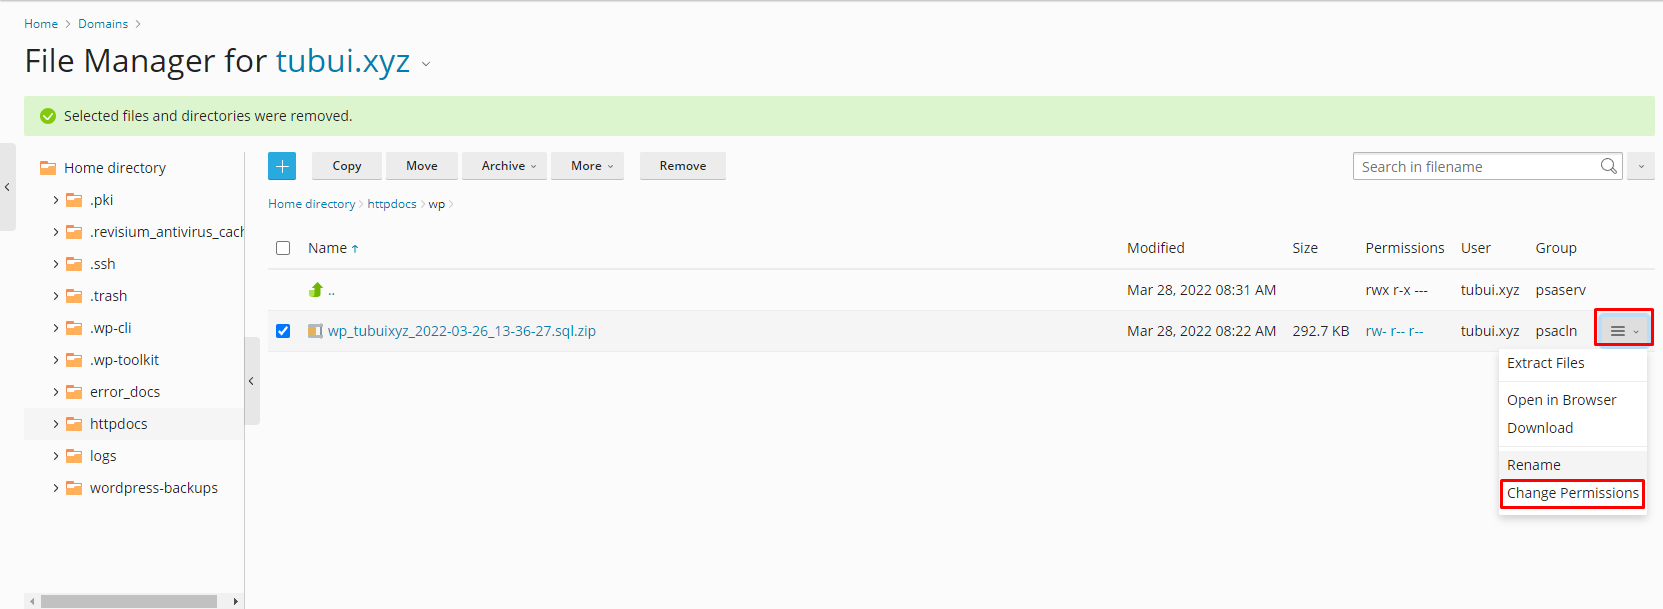 Home > Domains >
File Manager for tubui.xyz
Selected files and directories were removed.
Home directory
.pki
.revisium_antivirus_cach
.ssh
.trash
.wp-cli
.wp-toolkit
error_docs
httpdocs
logs
wordpress-backups
+ Copy Move Archive More Remove Search in filename
Home directory > httpdocs > wp >
Name ↑ Modified Size Permissions User Group
.. Mar 28, 2022 08:31 AM rwx r-x --- tubui.xyz psaserv
wp_tubuixyz_2022-03-26_13-36-27.sql.zip Mar 28, 2022 08:22 AM 292.7 KB rw- r-- r-- tubui.xyz psacln
Extract Files
Open in Browser
Download
Rename
Change Permissions